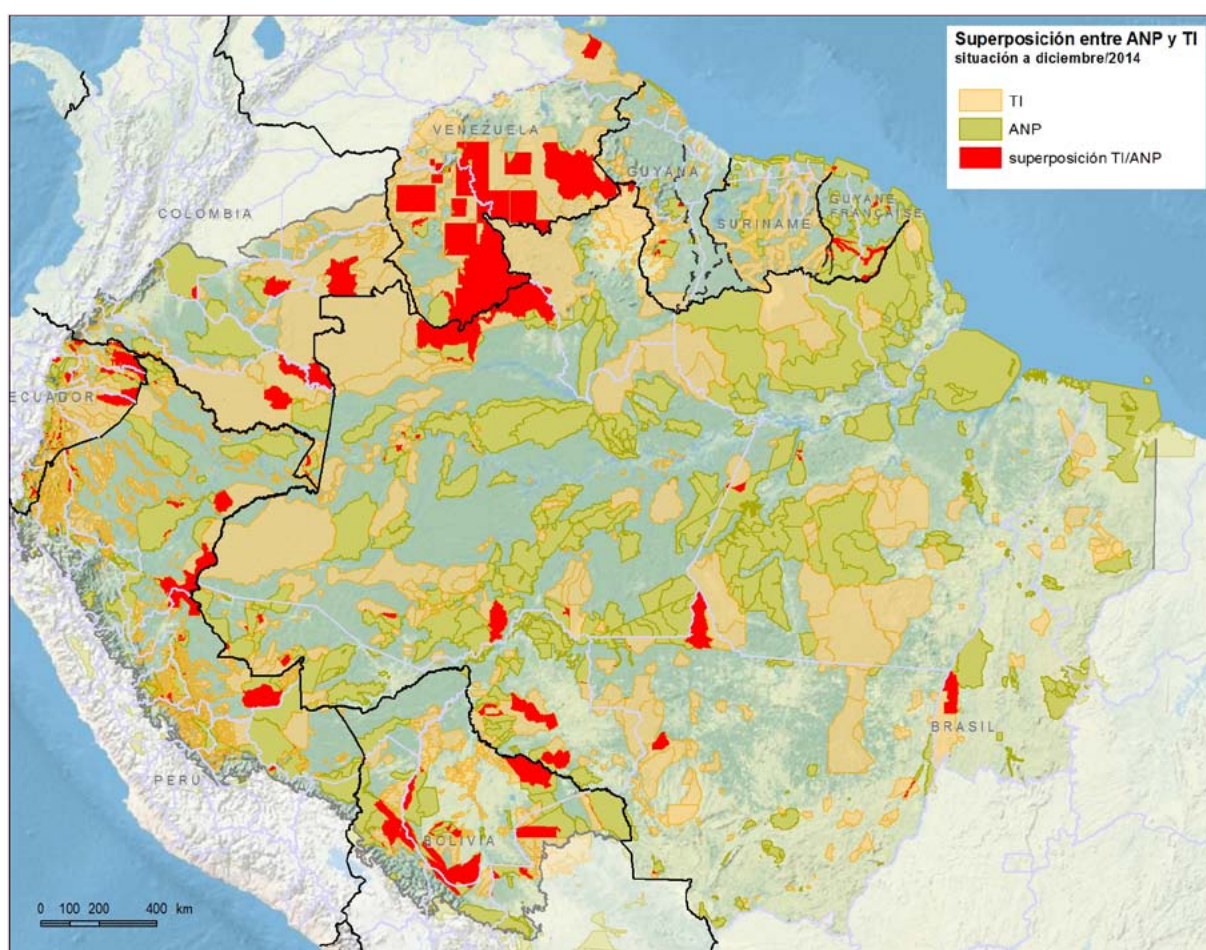 Superposición entre ANP y TI
situación a diciembre/2014
TI
ANP
superposición TI/ANP
VENEZUELA
GUYANA
SURINAME
GUYANE
FRANÇAISE
COLOMBIA
ECUADOR
PERÚ
BOLIVIA
BRASIL
0 100 200 400 km